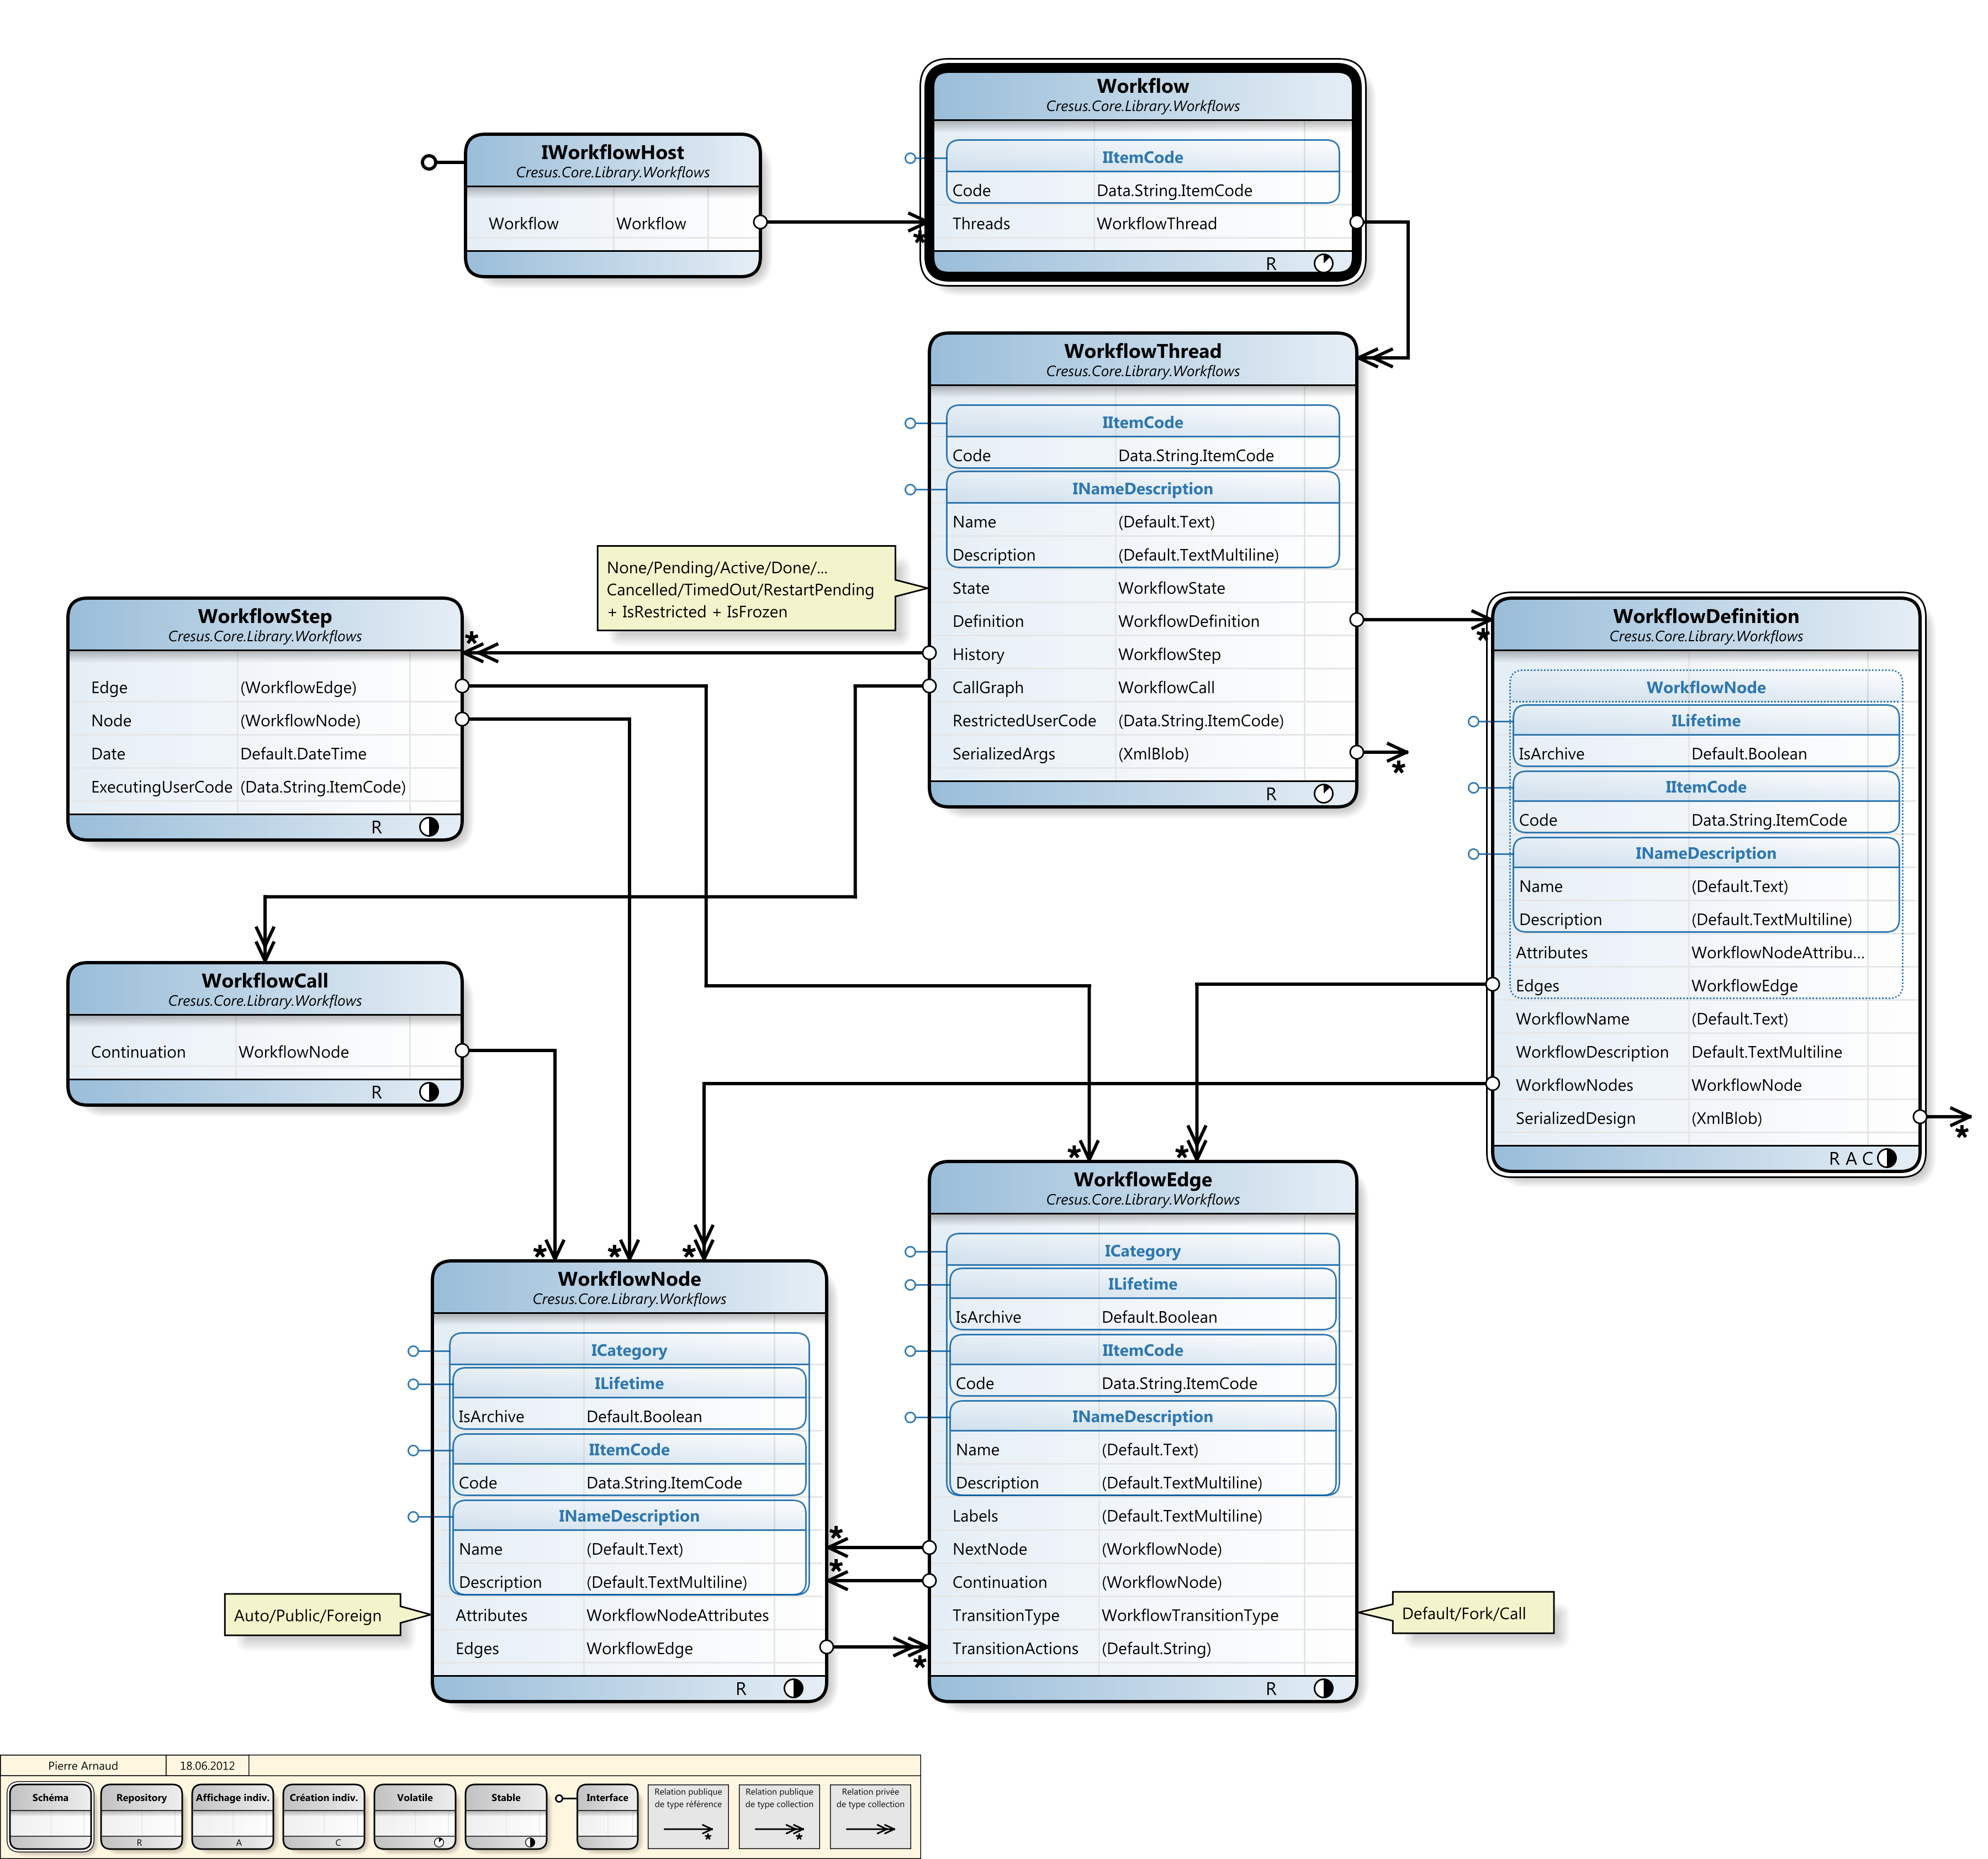 Workflow
Cresus.Core.Library.Workflows
IItemCode
Code Data.String.ItemCode
Threads WorkflowThread
R
IWorkflowHost
Cresus.Core.Library.Workflows
Workflow Workflow
*
WorkflowThread
Cresus.Core.Library.Workflows
IItemCode
Code Data.String.ItemCode
INameDescription
Name (Default.Text)
Description (Default.TextMultiline)
State WorkflowState
Definition WorkflowDefinition
History WorkflowStep
CallGraph WorkflowCall
RestrictedUserCode (Data.String.ItemCode)
SerializedArgs (XmlBlob)
R
*
None/Pending/Active/Done/...
Cancelled/TimedOut/RestartPending
+ IsRestricted + IsFrozen
WorkflowStep
Cresus.Core.Library.Workflows
*
Edge (WorkflowEdge)
Node (WorkflowNode)
Date Default.DateTime
ExecutingUserCode (Data.String.ItemCode)
R
WorkflowDefinition
Cresus.Core.Library.Workflows
*
WorkflowNode
ILifetime
IsArchive Default.Boolean
IItemCode
Code Data.String.ItemCode
INameDescription
Name (Default.Text)
Description (Default.TextMultiline)
Attributes WorkflowNodeAttribu...
Edges WorkflowEdge
WorkflowName (Default.Text)
WorkflowDescription Default.TextMultiline
WorkflowNodes WorkflowNode
SerializedDesign (XmlBlob)
*
R A C
WorkflowCall
Cresus.Core.Library.Workflows
Continuation WorkflowNode
R
* * *
WorkflowNode
Cresus.Core.Library.Workflows
ICategory
ILifetime
IsArchive Default.Boolean
IItemCode
Code Data.String.ItemCode
INameDescription
Name (Default.Text)
Description (Default.TextMultiline)
Attributes WorkflowNodeAttributes
Edges WorkflowEdge
R
Auto/Public/Foreign
* *
WorkflowEdge
Cresus.Core.Library.Workflows
ICategory
ILifetime
IsArchive Default.Boolean
IItemCode
Code Data.String.ItemCode
INameDescription
Name (Default.Text)
Description (Default.TextMultiline)
Labels (Default.TextMultiline)
*
NextNode (WorkflowNode)
*
Continuation (WorkflowNode)
TransitionType WorkflowTransitionType
TransitionActions (Default.String)
*
R
Default/Fork/Call
Pierre Arnaud 18.06.2012
Schéma
Repository
R
Affichage indiv.
A
Création indiv.
C
Volatile
Stable
Interface
Relation publique
de type référence
*
Relation publique
de type collection
*
Relation privée
de type collection